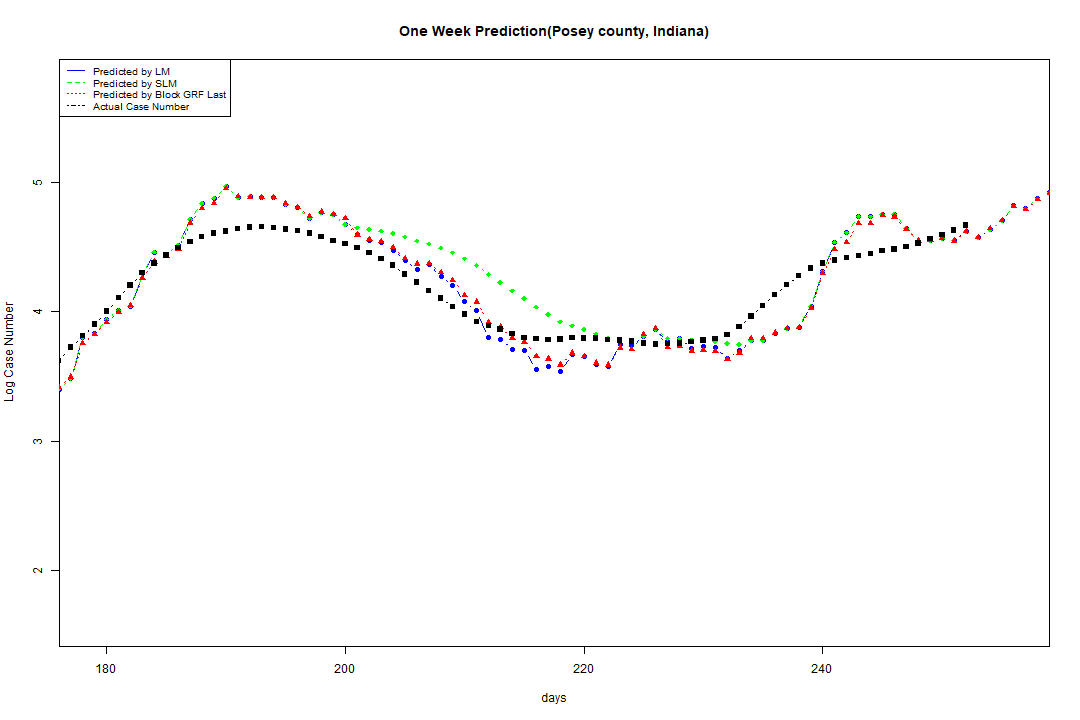 One Week Prediction(Posey county, Indiana)
Predicted by LM
Predicted by SLM
Predicted by Block GRF Last
Actual Case Number
5
4
3
2
Log Case Number
180 200 220 240
days